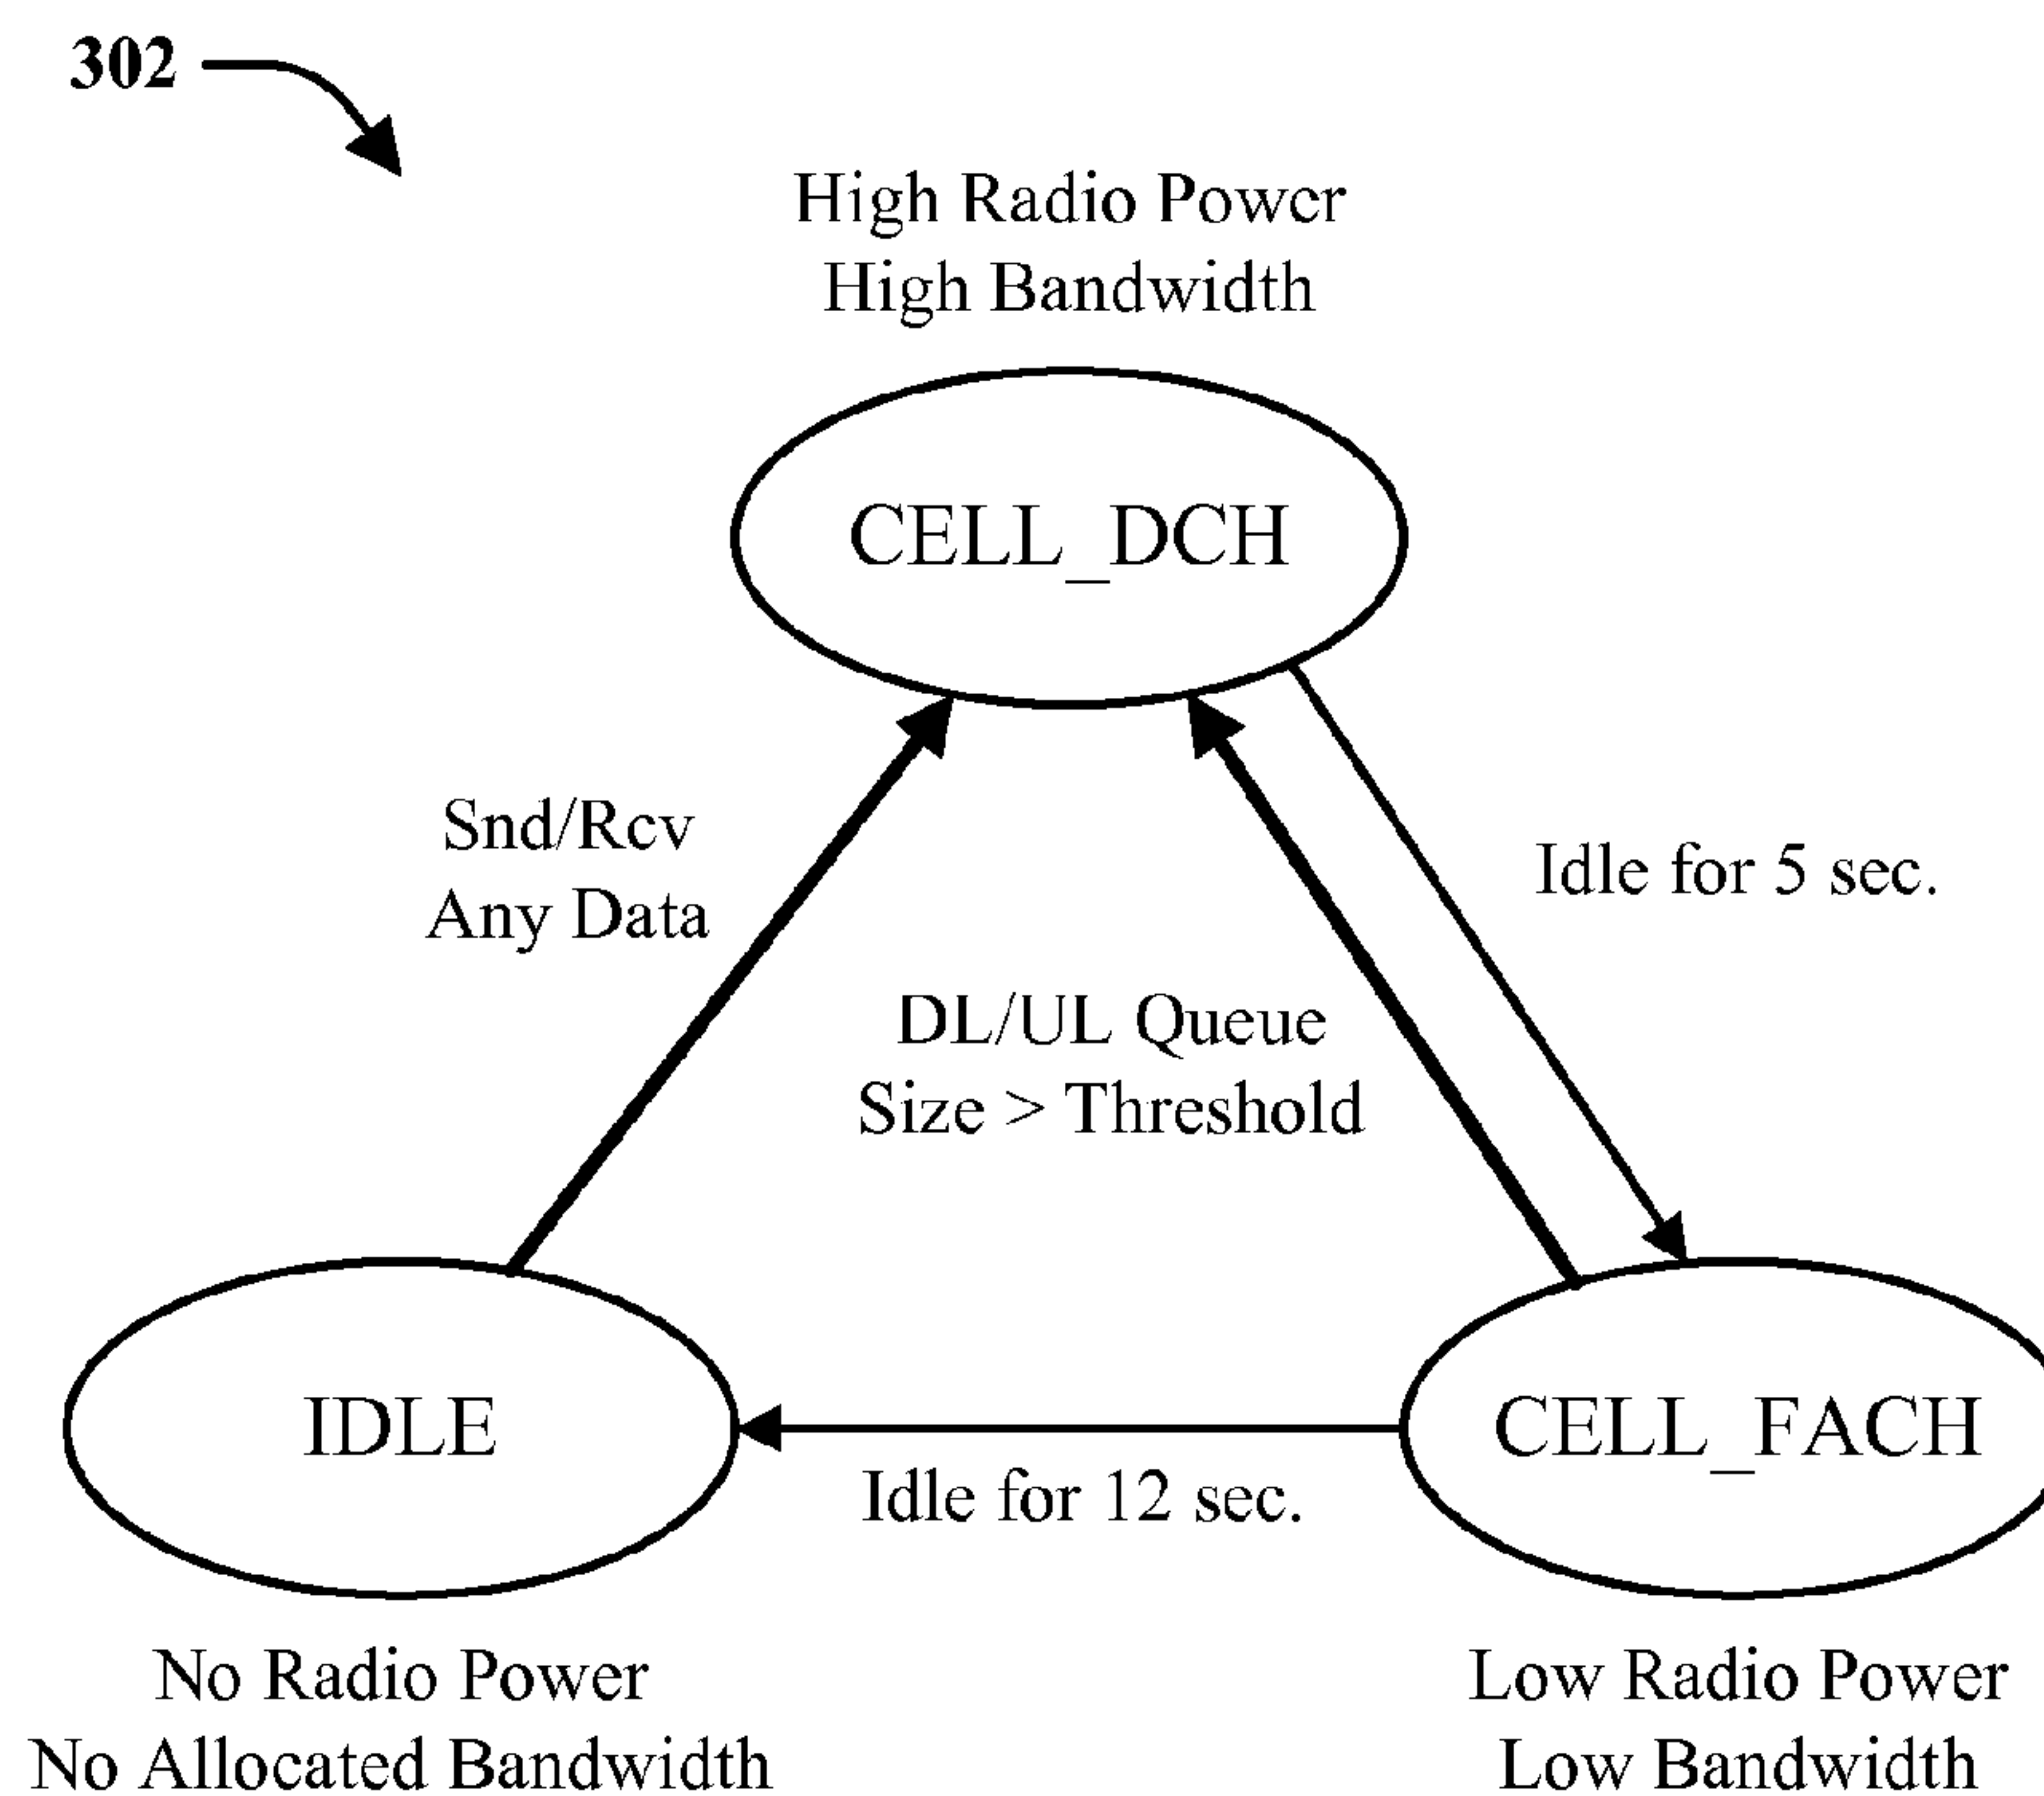 302
High Radio Power
High Bandwidth
CELL_DCH
Snd/Rcv
Any Data
Idle for 5 sec.
DL/UL Queue
Size > Threshold
IDLE
CELL_FACH
Idle for 12 sec.
No Radio Power
No Allocated Bandwidth
Low Radio Power
Low Bandwidth